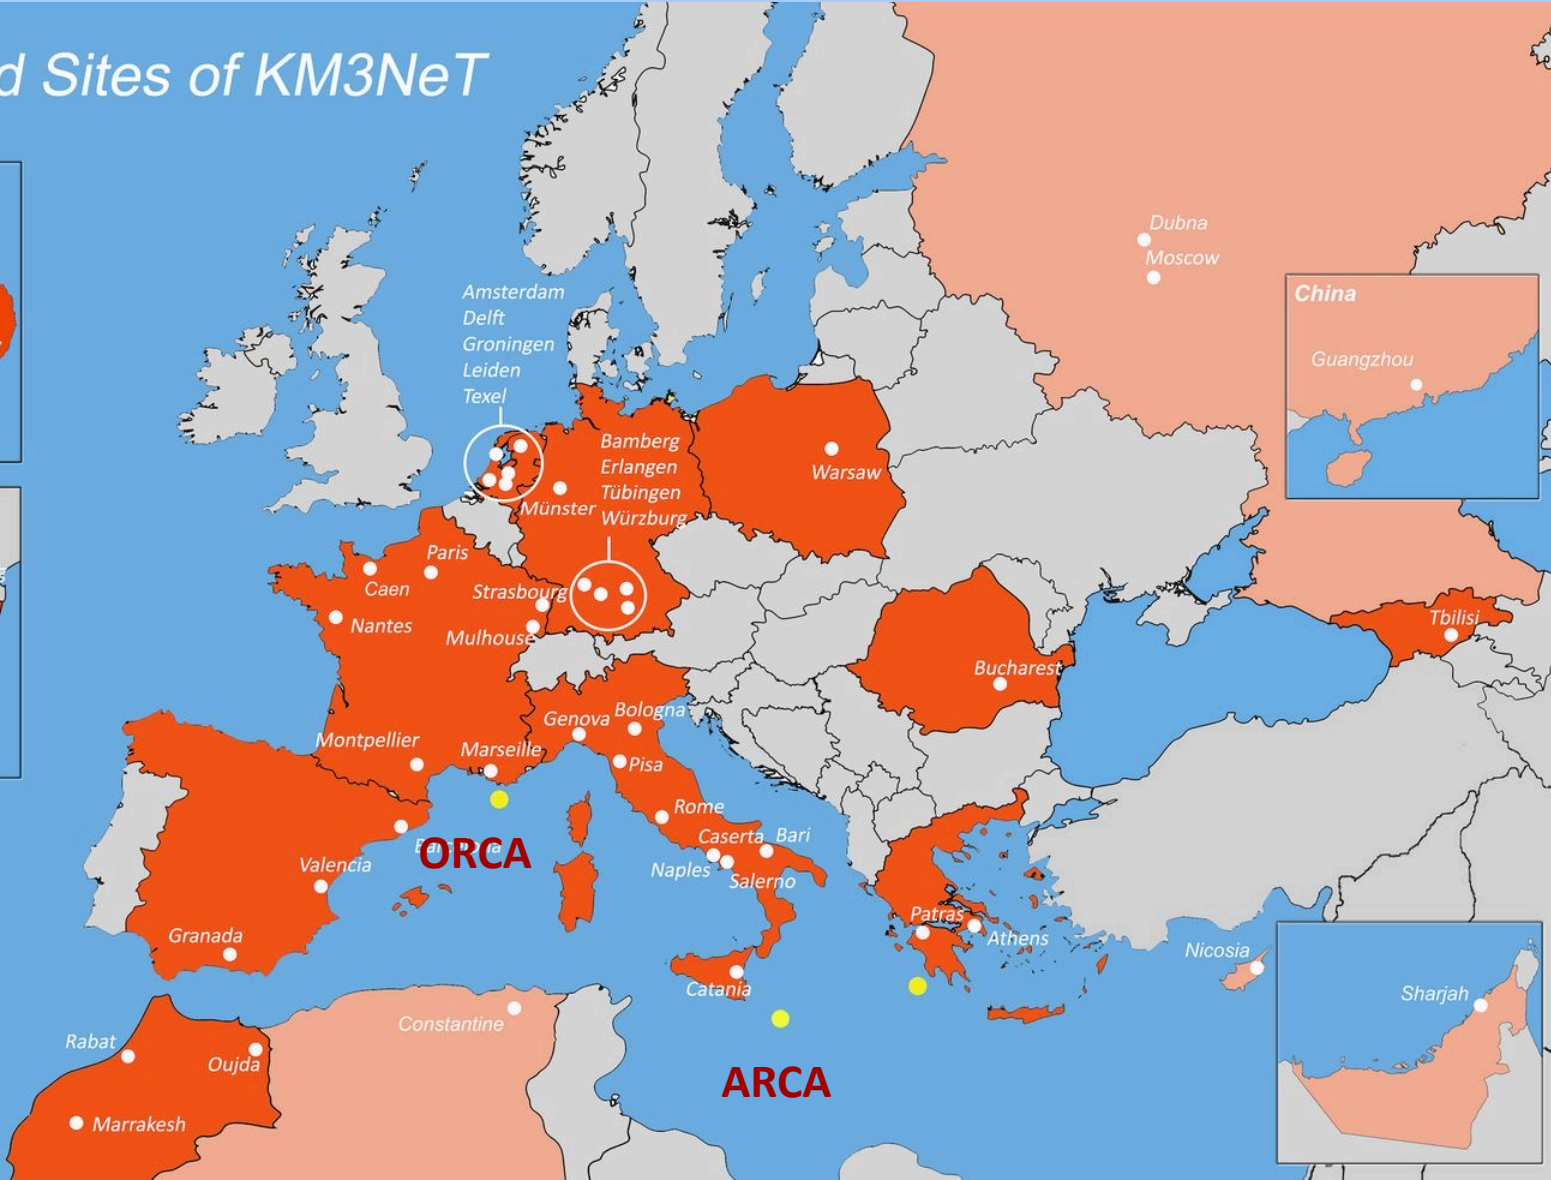 d Sites of KM3NeT
Dubna
Moscow
China
Guangzhou
Amsterdam
Delft
Groningen
Leiden
Texel
Bamberg
Erlangen
Tübingen
Würzburg
Münster
Warsaw
Paris
Caen
Strasbourg
Nantes
Mulhouse
Tbilisi
Bucharest
Genova
Bologna
Montpellier
Marseille
Pisa
Rome
Caserta
Bari
Barcelona
ORCA
Valencia
Naples
Salerno
Granada
Patras
Athens
Nicosia
Catania
Sharjah
Constantine
Rabat
Oujda
ARCA
Marrakesh